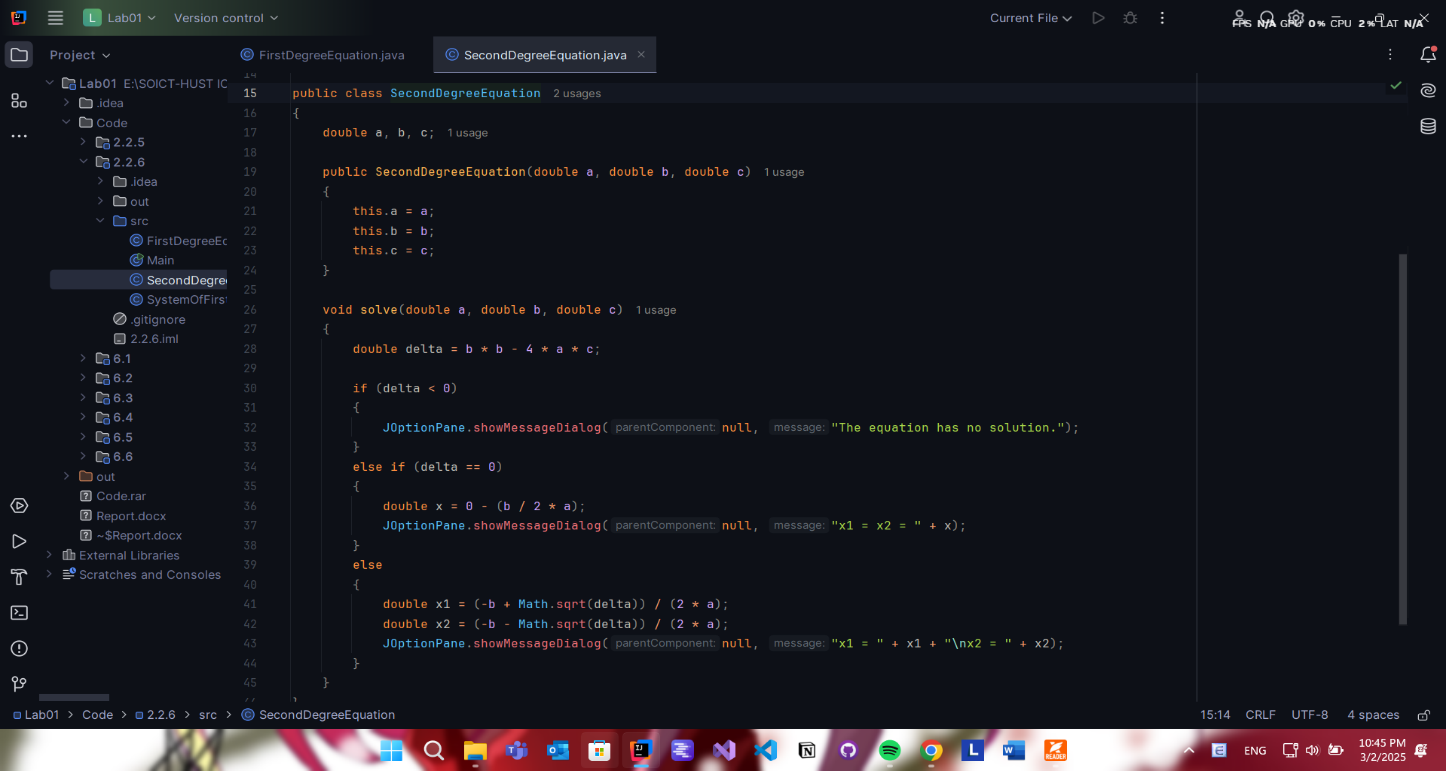 L Lab01 Version control Current File
FPS N/A GPU 0 % CPU 2 % LAT N/A
Project FirstDegreeEquation.java SecondDegreeEquation.java
Lab01 E:\SOICT-HUST IC
.idea
Code
2.2.5
2.2.6
.idea
out
src
FirstDegreeEc
Main
SecondDegree
SystemOfFirst
.gitignore
2.2.6.iml
6.1
6.2
6.3
6.4
6.5
6.6
out
Code.rar
Report.docx
~$Report.docx
External Libraries
Scratches and Consoles
14
15 public class SecondDegreeEquation 2 usages
16 {
17 double a, b, c; 1 usage
18
19 public SecondDegreeEquation(double a, double b, double c) 1 usage
20 {
21 this.a = a;
22 this.b = b;
23 this.c = c;
24 }
25
26 void solve(double a, double b, double c) 1 usage
27 {
28 double delta = b * b - 4 * a * c;
29
30 if (delta < 0)
31 {
32 JOptionPane.showMessageDialog( parentComponent: null, message: "The equation has no solution.");
33 }
34 else if (delta == 0)
35 {
36 double x = 0 - (b / 2 * a);
37 JOptionPane.showMessageDialog( parentComponent: null, message: "x1 = x2 = " + x);
38 }
39 else
40 {
41 double x1 = (-b + Math.sqrt(delta)) / (2 * a);
42 double x2 = (-b - Math.sqrt(delta)) / (2 * a);
43 JOptionPane.showMessageDialog( parentComponent: null, message: "x1 = " + x1 + "\nx2 = " + x2);
44 }
45 }
Lab01 > Code > 2.2.6 > src > SecondDegreeEquation 15:14 CRLF UTF-8 4 spaces
ENG 10:45 PM
3/2/2025